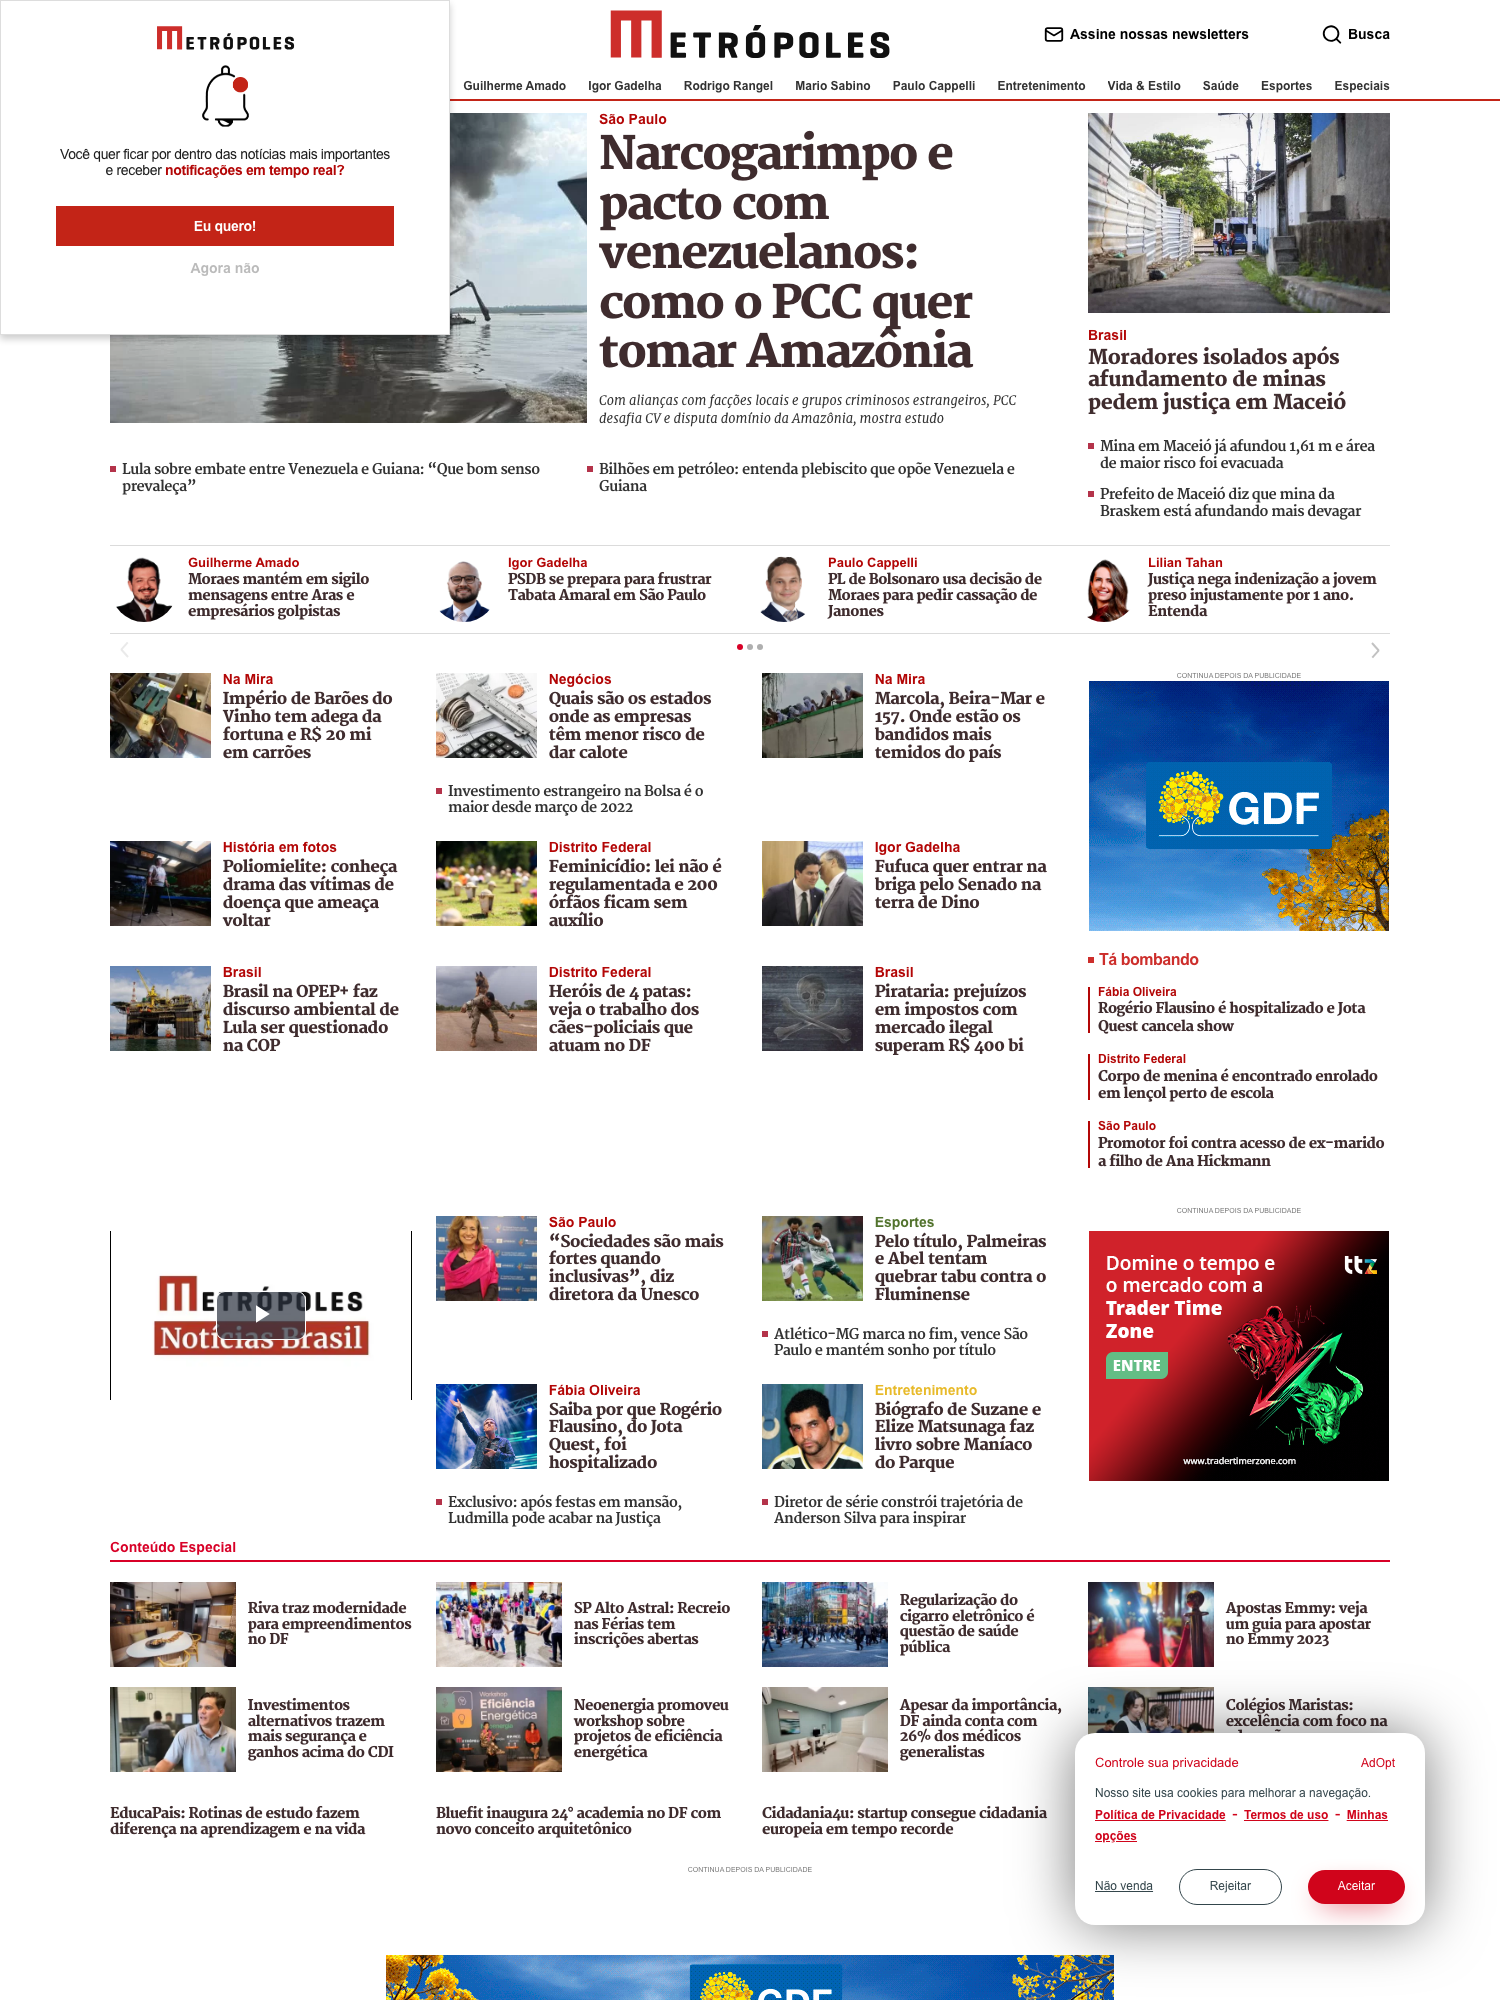 METRÓPOLES
Você quer ficar por dentro das notícias mais importantes
e receber notificações em tempo real?
Eu quero!
Agora não
METRÓPOLES
Assine nossas newsletters
Busca
Guilherme Amado
Igor Gadelha
Rodrigo Rangel
Mario Sabino
Paulo Cappelli
Entretenimento
Vida & Estilo
Saúde
Esportes
Especiais
São Paulo
Narcogarimpo e
pacto com
venezuelanos:
como o PCC quer
tomar Amazônia
Com alianças com facções locais e grupos criminosos estrangeiros, PCC
desafia CV e disputa domínio da Amazônia, mostra estudo
Lula sobre embate entre Venezuela e Guiana: “Que bom senso
prevaleça”
Bilhões em petróleo: entenda plebiscito que opõe Venezuela e
Guiana
Brasil
Moradores isolados após
afundamento de minas
pedem justiça em Maceió
Mina em Maceió já afundou 1,61 m e área
de maior risco foi evacuada
Prefeito de Maceió diz que mina da
Braskem está afundando mais devagar
Guilherme Amado
Moraes mantém em sigilo
mensagens entre Aras e
empresários golpistas
Igor Gadelha
PSDB se prepara para frustrar
Tabata Amaral em São Paulo
Paulo Cappelli
PL de Bolsonaro usa decisão de
Moraes para pedir cassação de
Janones
Lilian Tahan
Justiça nega indenização a jovem
preso injustamente por 1 ano.
Entenda
Na Mira
Império de Barões do
Vinho tem adega da
fortuna e R$ 20 mi
em carrões
Negócios
Quais são os estados
onde as empresas
têm menor risco de
dar calote
Investimento estrangeiro na Bolsa é o
maior desde março de 2022
Na Mira
Marcola, Beira-Mar e
157. Onde estão os
bandidos mais
temidos do país
CONTINUA DEPOIS DA PUBLICIDADE
GDF
História em fotos
Poliomielite: conheça
drama das vítimas de
doença que ameaça
voltar
Distrito Federal
Feminicídio: lei não é
regulamentada e 200
órfãos ficam sem
auxílio
Igor Gadelha
Fufuca quer entrar na
briga pelo Senado na
terra de Dino
Brasil
Brasil na OPEP+ faz
discurso ambiental de
Lula ser questionado
na COP
Distrito Federal
Heróis de 4 patas:
veja o trabalho dos
cães-policiais que
atuam no DF
Brasil
Pirataria: prejuízos
em impostos com
mercado ilegal
superam R$ 400 bi
Tá bombando
Fábia Oliveira
Rogério Flausino é hospitalizado e Jota
Quest cancela show
Distrito Federal
Corpo de menina é encontrado enrolado
em lençol perto de escola
São Paulo
Promotor foi contra acesso de ex-marido
a filho de Ana Hickmann
METRÓPOLES
Notícias Brasil
São Paulo
“Sociedades são mais
fortes quando
inclusivas”, diz
diretora da Unesco
Esportes
Pelo título, Palmeiras
e Abel tentam
quebrar tabu contra o
Fluminense
Atlético-MG marca no fim, vence São
Paulo e mantém sonho por título
CONTINUA DEPOIS DA PUBLICIDADE
Domine o tempo e
o mercado com a
Trader Time
Zone
ttz
ENTRE
www.tradertimerzone.com
Fábia Oliveira
Saiba por que Rogério
Flausino, do Jota
Quest, foi
hospitalizado
Exclusivo: após festas em mansão,
Ludmilla pode acabar na Justiça
Entretenimento
Biógrafo de Suzane e
Elize Matsunaga faz
livro sobre Maníaco
do Parque
Diretor de série constrói trajetória de
Anderson Silva para inspirar
Conteúdo Especial
Riva traz modernidade
para empreendimentos
no DF
SP Alto Astral: Recreio
nas Férias tem
inscrições abertas
Regularização do
cigarro eletrônico é
questão de saúde
pública
Apostas Emmy: veja
um guia para apostar
no Emmy 2023
Investimentos
alternativos trazem
mais segurança e
ganhos acima do CDI
Workshop
Eficiência
Energética
Neoenergia promoveu
workshop sobre
projetos de eficiência
energética
Apesar da importância,
DF ainda conta com
26% dos médicos
generalistas
Colégios Maristas:
excelência com foco na
EducaPais: Rotinas de estudo fazem
diferença na aprendizagem e na vida
Bluefit inaugura 24° academia no DF com
novo conceito arquitetônico
Cidadania4u: startup consegue cidadania
europeia em tempo recorde
Controle sua privacidade
AdOpt
Nosso site usa cookies para melhorar a navegação.
Política de Privacidade - Termos de uso - Minhas
opções
Não venda
Rejeitar
Aceitar
CONTINUA DEPOIS DA PUBLICIDADE
GDF